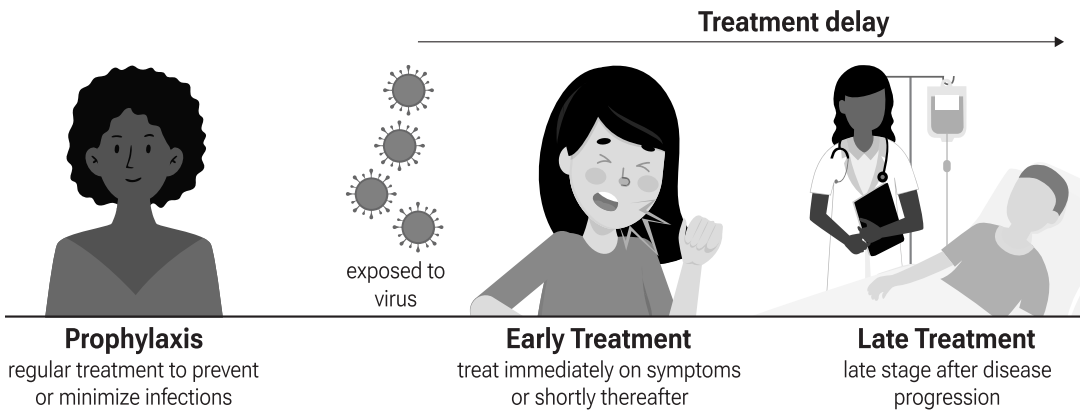 Treatment delay
exposed to
virus
Prophylaxis
regular treatment to prevent
or minimize infections
Early Treatment
treat immediately on symptoms
or shortly thereafter
Late Treatment
late stage after disease
progression